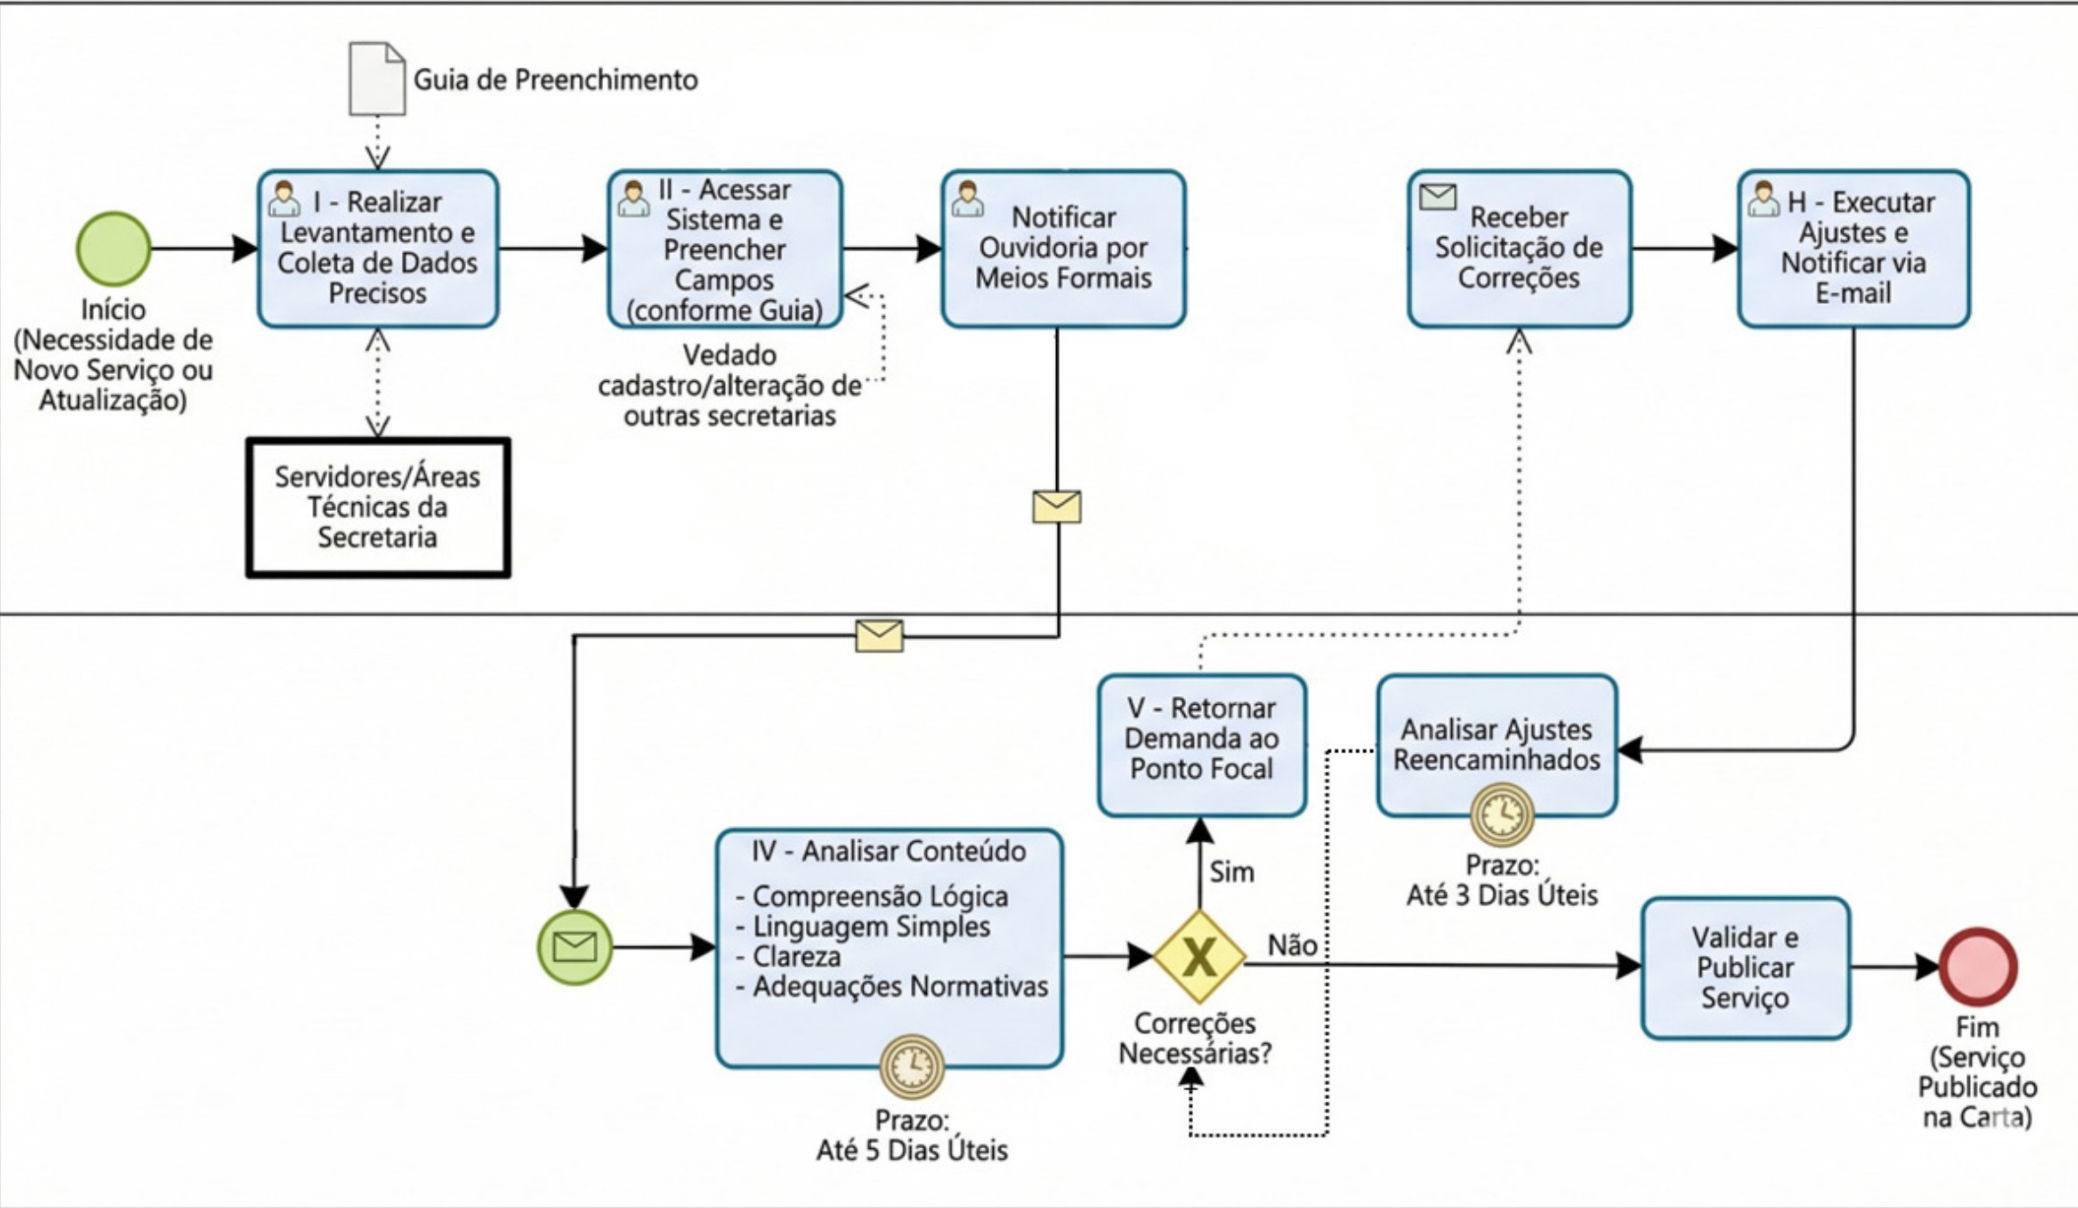 Guia de Preenchimento
I - Realizar
Levantamento e
Coleta de Dados
Precisos
II - Acessar
Sistema e
Preencher
Campos
(conforme Guia)
Notificar
Ouvidoria por
Meios Formais
Receber
Solicitação de
Correções
H - Executar
Ajustes e
Notificar via
E-mail
Início
(Necessidade de
Novo Serviço ou
Atualização)
Vedado
cadastro/alteração de
outras secretarias
Servidores/Áreas
Técnicas da
Secretaria
V - Retornar
Demanda ao
Ponto Focal
Analisar Ajustes
Reencaminhados
Prazo:
Até 3 Dias Úteis
IV - Analisar Conteúdo
- Compreensão Lógica
- Linguagem Simples
- Clareza
- Adequações Normativas
Prazo:
Até 5 Dias Úteis
Sim
X
Não
Correções
Necessárias?
Validar e
Publicar
Serviço
Fim
(Serviço
Publicado
na Carta)